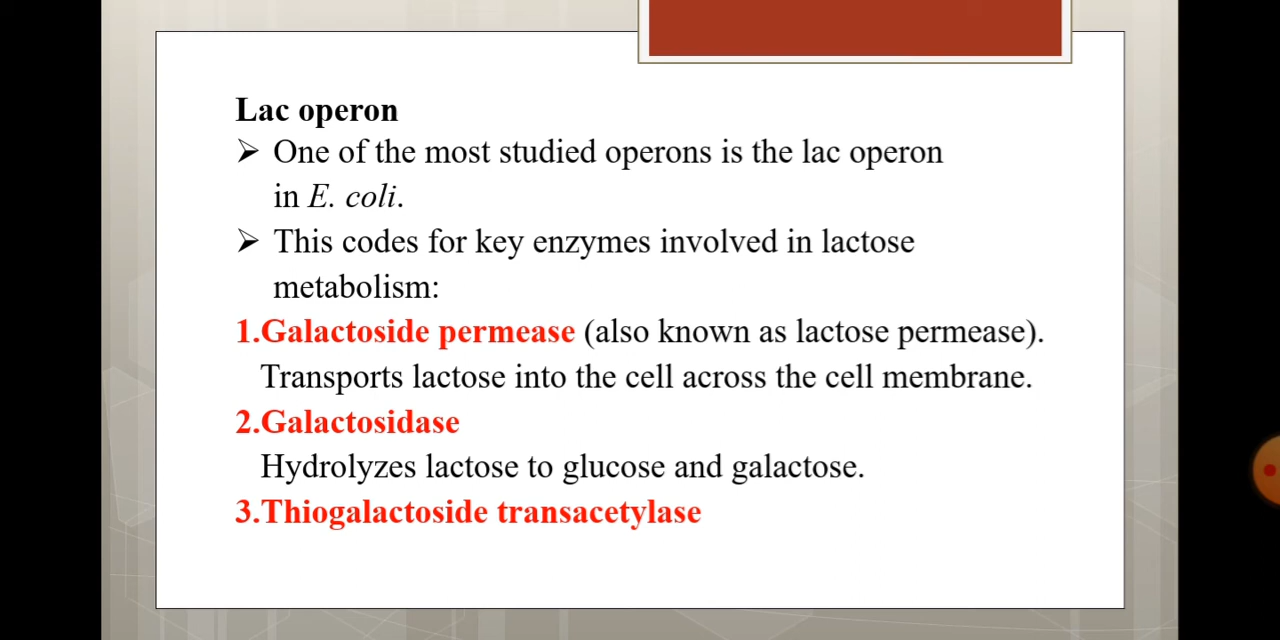 Lac operon
➢ One of the most studied operons is the lac operon
in E. coli.
➢ This codes for key enzymes involved in lactose
metabolism:
1.Galactoside permease (also known as lactose permease).
Transports lactose into the cell across the cell membrane.
2.Galactosidase
Hydrolyzes lactose to glucose and galactose.
3.Thiogalactoside transacetylase